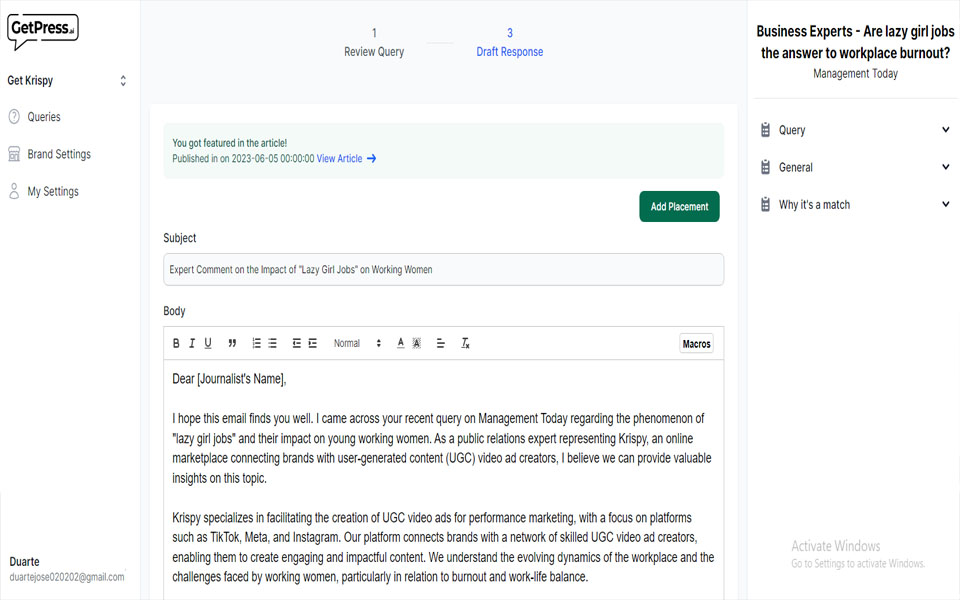 GetPress.ai
Get Krispy
Queries
Brand Settings
My Settings
Duarte
duartejose020202@gmail.com
1
Review Query
3
Draft Response
You got featured in the article!
Published in on 2023-06-05 00:00:00 View Article →
Add Placement
Subject
Expert Comment on the Impact of "Lazy Girl Jobs" on Working Women
Body
B I U Normal A A Tx
Macros
Dear [Journalist's Name],
I hope this email finds you well. I came across your recent query on Management Today regarding the phenomenon of
"lazy girl jobs" and their impact on young working women. As a public relations expert representing Krispy, an online
marketplace connecting brands with user-generated content (UGC) video ad creators, I believe we can provide valuable
insights on this topic.
Krispy specializes in facilitating the creation of UGC video ads for performance marketing, with a focus on platforms
such as TikTok, Meta, and Instagram. Our platform connects brands with a network of skilled UGC video ad creators,
enabling them to create engaging and impactful content. We understand the evolving dynamics of the workplace and the
challenges faced by working women, particularly in relation to burnout and work-life balance.
Business Experts - Are lazy girl jobs
the answer to workplace burnout?
Management Today
Query
General
Why it's a match
Activate Windows
Go to Settings to activate Windows.